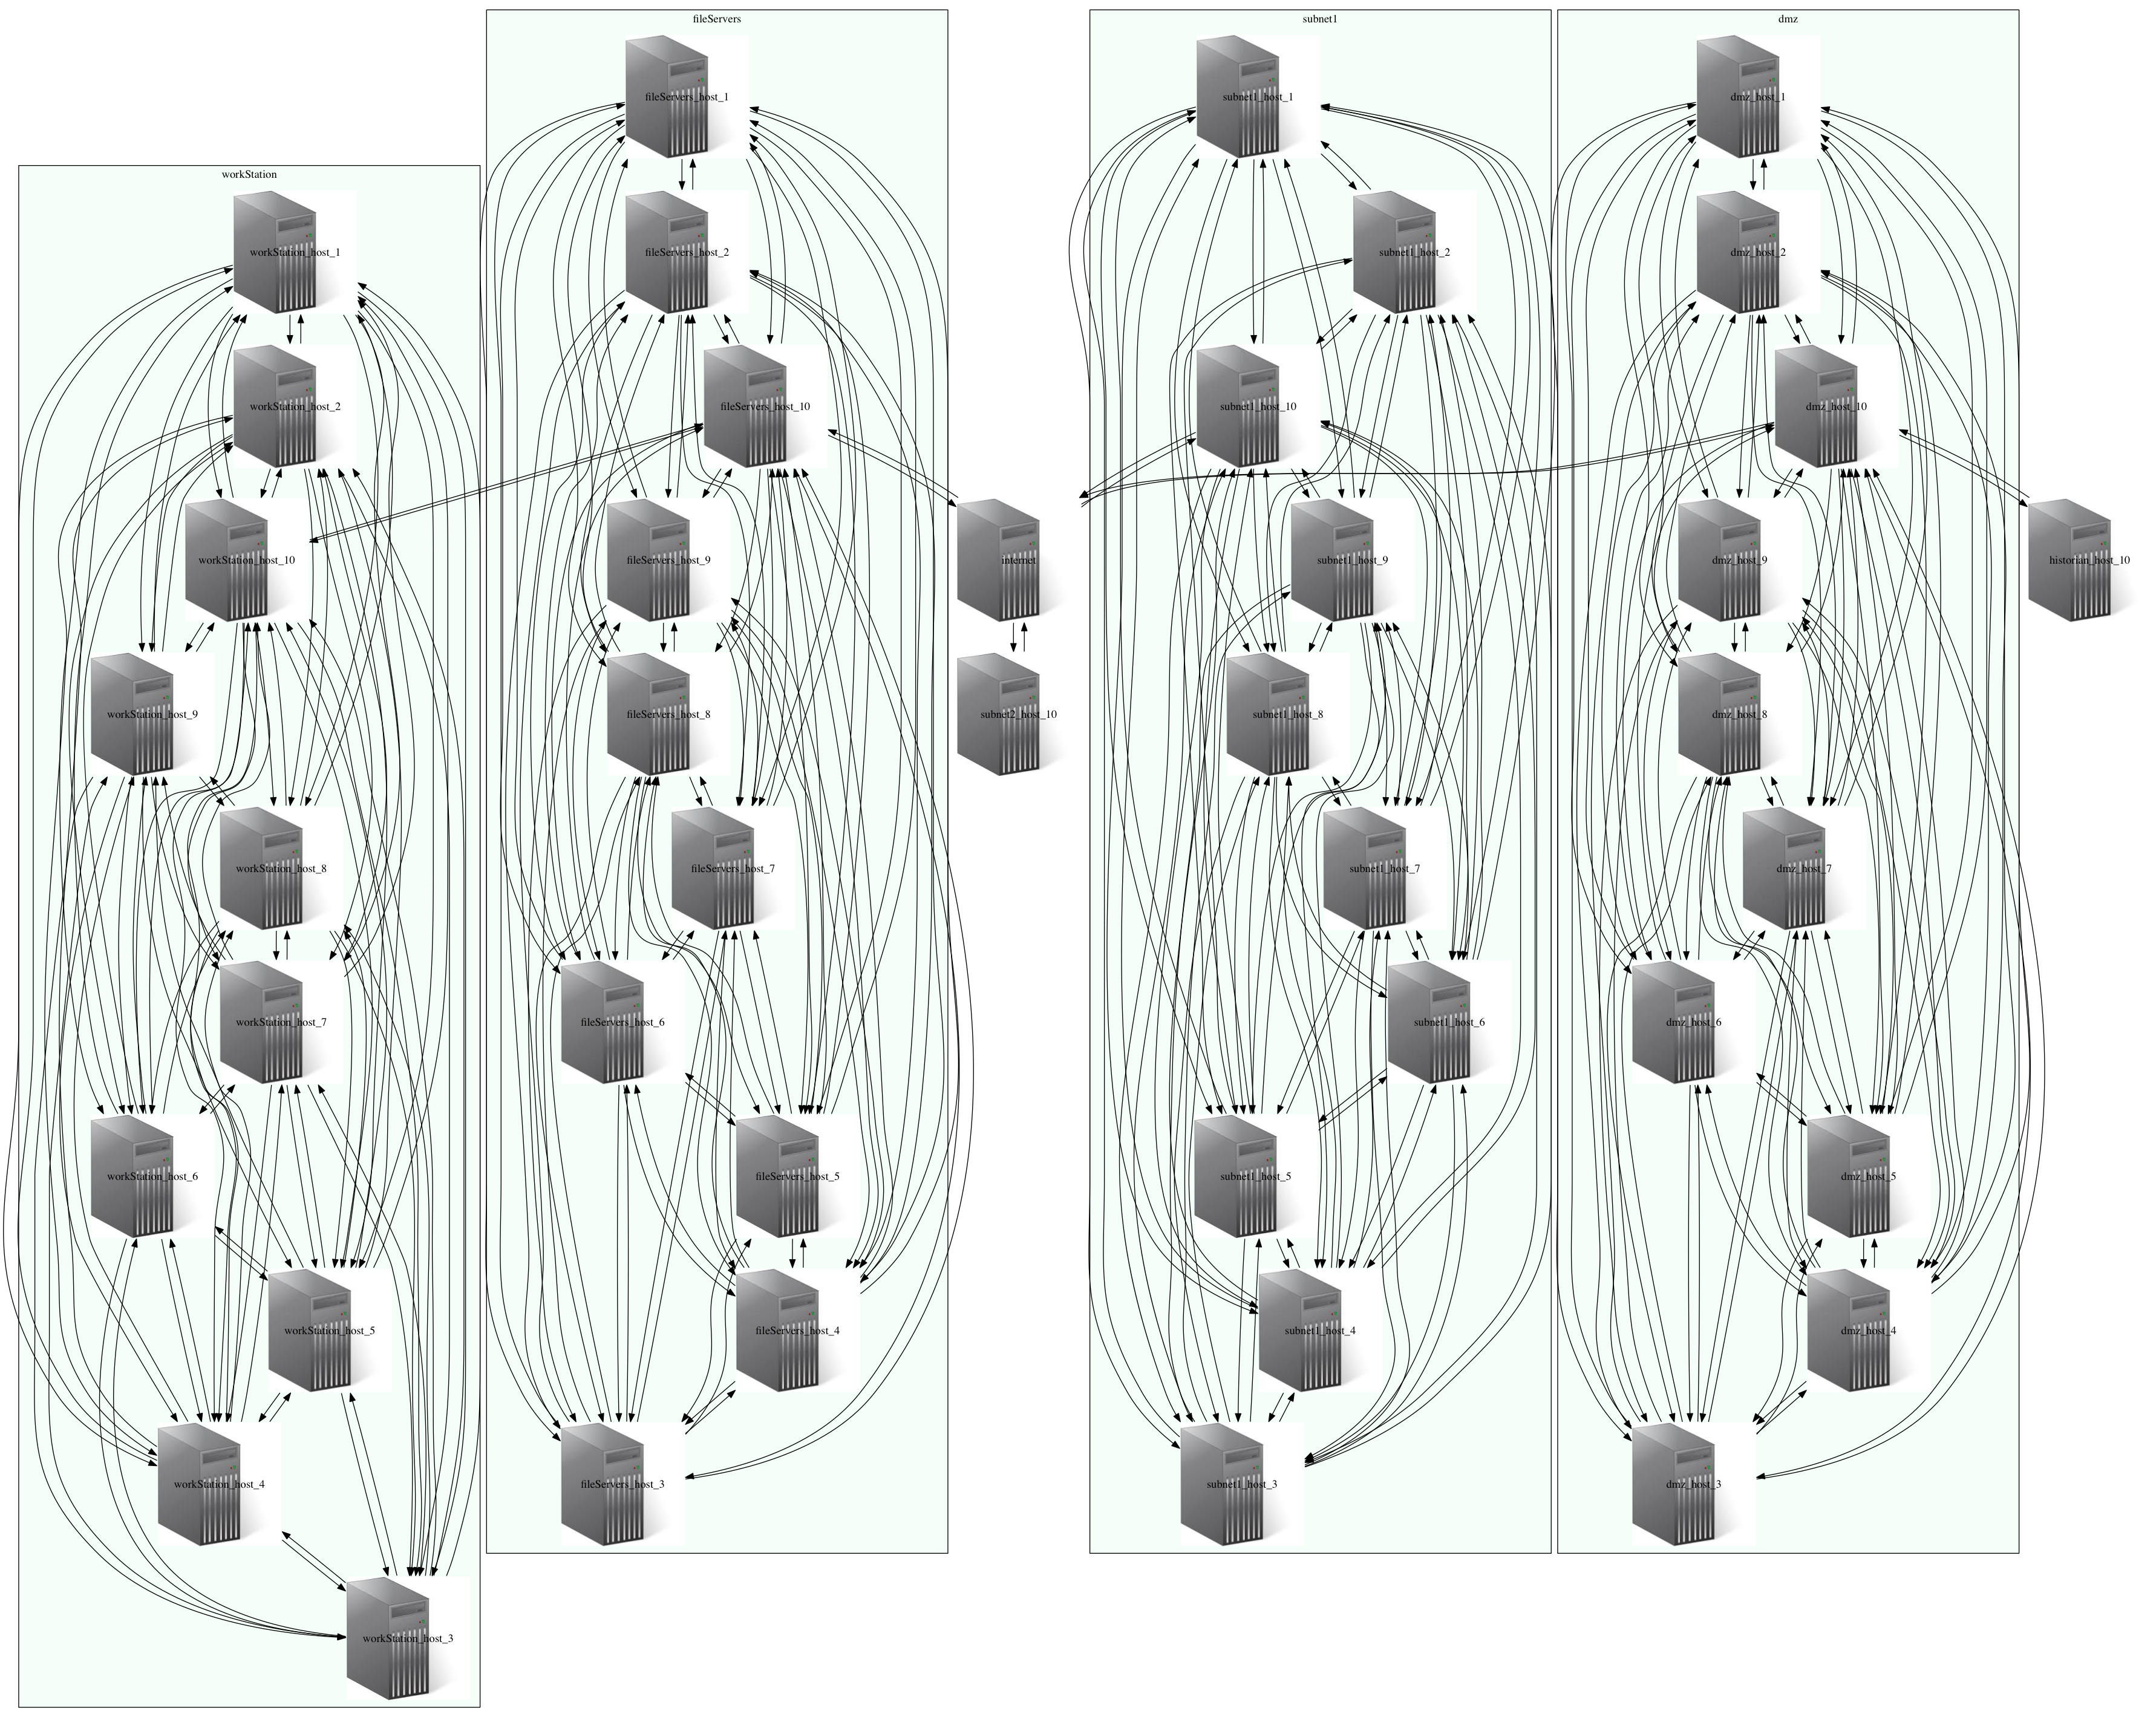 fileServers
subnet1
dmz
fileServers_host_1
subnet1_host_1
dmz_host_1
workStation
workStation_host_1
fileServers_host_2
subnet1_host_2
dmz_host_2
workStation_host_2
fileServers_host_10
subnet1_host_10
dmz_host_10
workStation_host_10
fileServers_host_9
internet
subnet1_host_9
dmz_host_9
historian_host_10
workStation_host_9
fileServers_host_8
subnet2_host_10
subnet1_host_8
dmz_host_8
workStation_host_8
fileServers_host_7
subnet1_host_7
dmz_host_7
workStation_host_7
fileServers_host_6
subnet1_host_6
dmz_host_6
workStation_host_6
fileServers_host_5
subnet1_host_5
dmz_host_5
workStation_host_5
fileServers_host_4
subnet1_host_4
dmz_host_4
workStation_host_4
fileServers_host_3
subnet1_host_3
dmz_host_3
workStation_host_3